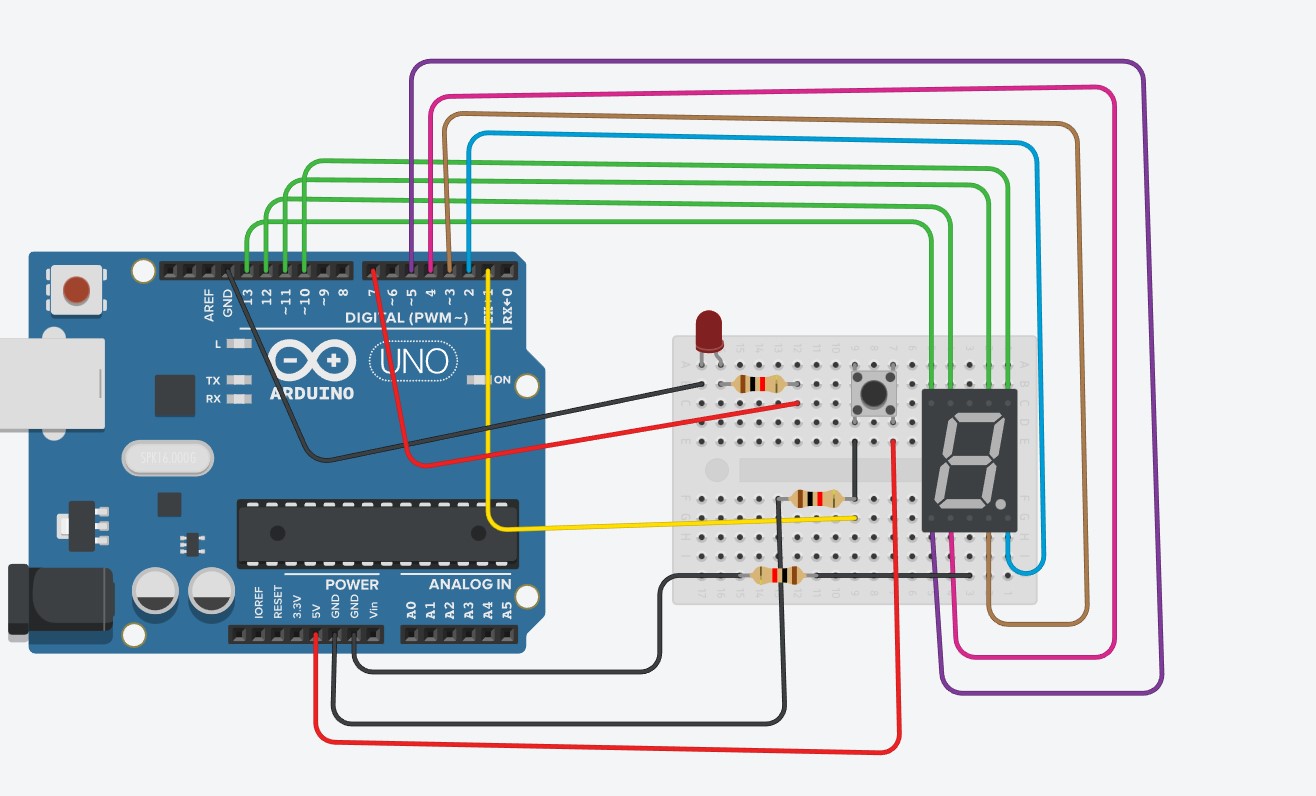 AREF
GND
13
12
~11
~10
~9
8
7
~6
~5
4
~3
2
TX→1
RX←0
DIGITAL (PWM~)
L
TX
RX
UNO
ON
ARDUINO
SPK16.000G
IOREF
RESET
3.3V
5V
GND
GND
Vin
POWER
ANALOG IN
A0
A1
A2
A3
A4
A5